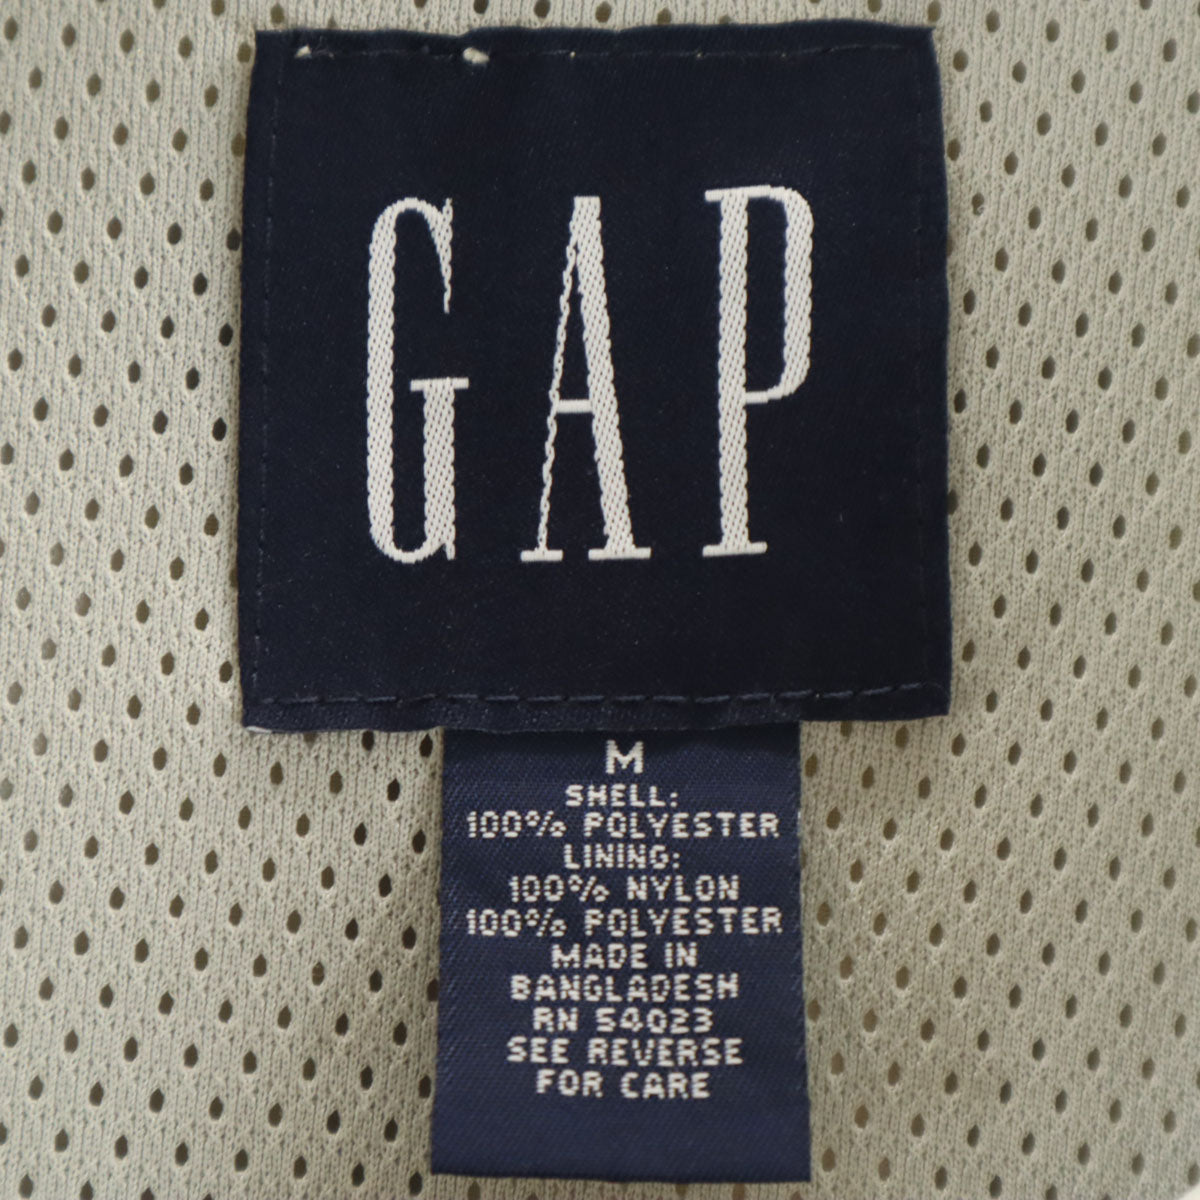 GAP
M
SHELL:
100% POLYESTER
LINING:
100% NYLON
100% POLYESTER
MADE IN
BANGLADESH
RN 54023
SEE REVERSE
FOR CARE